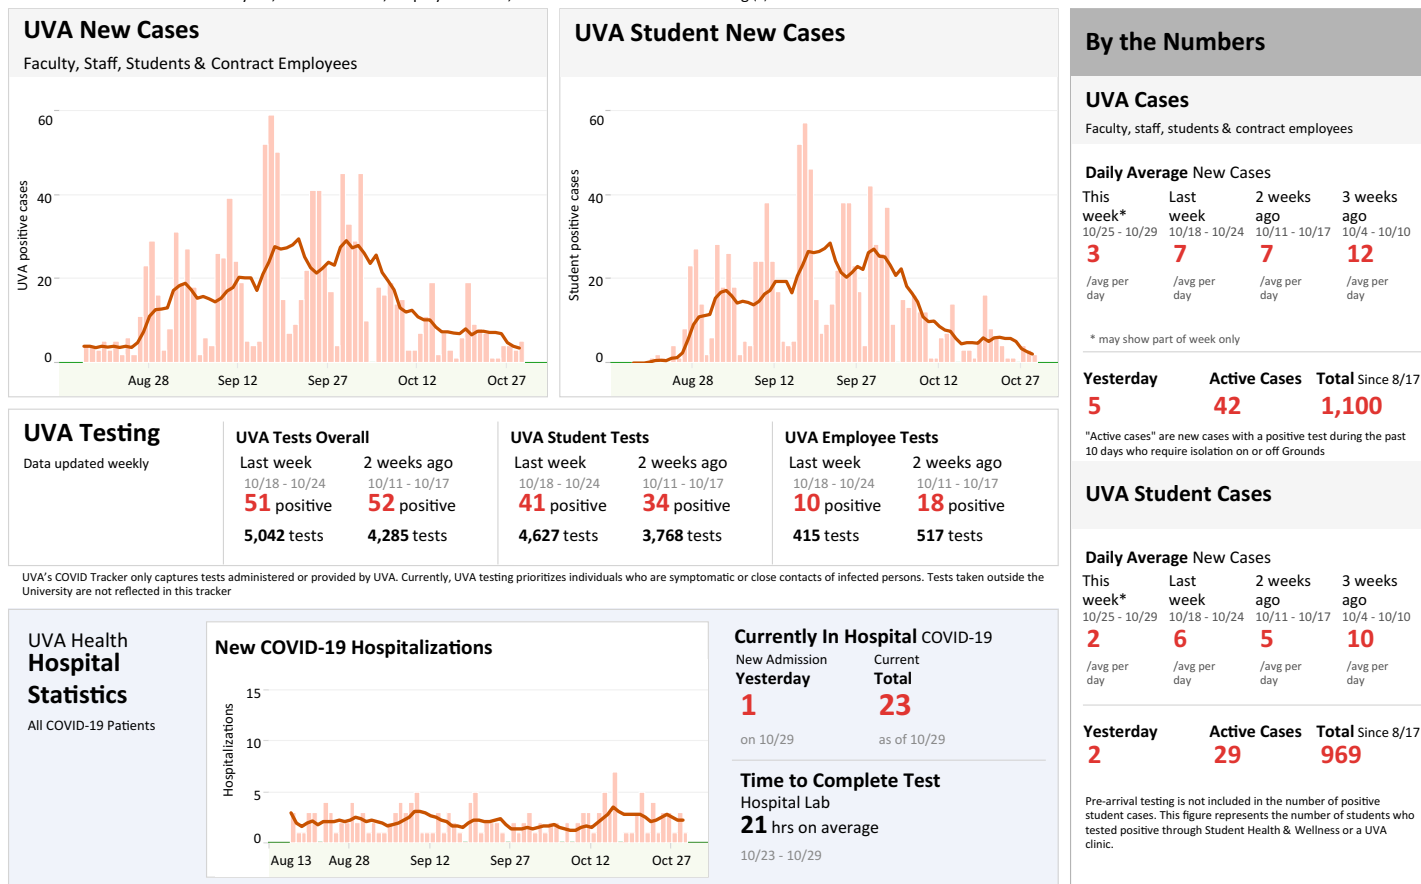 UVA New Cases
Faculty, Staff, Students & Contract Employees
UVA positive cases
60
40
20
0
Aug 28 Sep 12 Sep 27 Oct 12 Oct 27
UVA Student New Cases
Student positive cases
60
40
20
0
Aug 28 Sep 12 Sep 27 Oct 12 Oct 27
UVA Testing
Data updated weekly
UVA Tests Overall
Last week 2 weeks ago
10/18 - 10/24 10/11 - 10/17
51 positive 52 positive
5,042 tests 4,285 tests
UVA Student Tests
Last week 2 weeks ago
10/18 - 10/24 10/11 - 10/17
41 positive 34 positive
4,627 tests 3,768 tests
UVA Employee Tests
Last week 2 weeks ago
10/18 - 10/24 10/11 - 10/17
10 positive 18 positive
415 tests 517 tests
UVA's COVID Tracker only captures tests administered or provided by UVA. Currently, UVA testing prioritizes individuals who are symptomatic or close contacts of infected persons. Tests taken outside the
University are not reflected in this tracker
UVA Health
Hospital
Statistics
All COVID-19 Patients
New COVID-19 Hospitalizations
Hospitalizations
15
10
5
0
Aug 13 Aug 28 Sep 12 Sep 27 Oct 12 Oct 27
Currently In Hospital COVID-19
New Admission Current
Yesterday Total
1 23
on 10/29 as of 10/29
Time to Complete Test
Hospital Lab
21 hrs on average
10/23 - 10/29
By the Numbers
UVA Cases
Faculty, staff, students & contract employees
Daily Average New Cases
This Last 2 weeks 3 weeks
week* week ago ago
10/25 - 10/29 10/18 - 10/24 10/11 - 10/17 10/4 - 10/10
3 7 7 12
/avg per /avg per /avg per /avg per
day day day day
* may show part of week only
Yesterday Active Cases Total Since 8/17
5 42 1,100
"Active cases" are new cases with a positive test during the past
10 days who require isolation on or off Grounds
UVA Student Cases
Daily Average New Cases
This Last 2 weeks 3 weeks
week* week ago ago
10/25 - 10/29 10/18 - 10/24 10/11 - 10/17 10/4 - 10/10
2 6 5 10
/avg per /avg per /avg per /avg per
day day day day
Yesterday Active Cases Total Since 8/17
2 29 969
Pre-arrival testing is not included in the number of positive
student cases. This figure represents the number of students who
tested positive through Student Health & Wellness or a UVA
clinic.